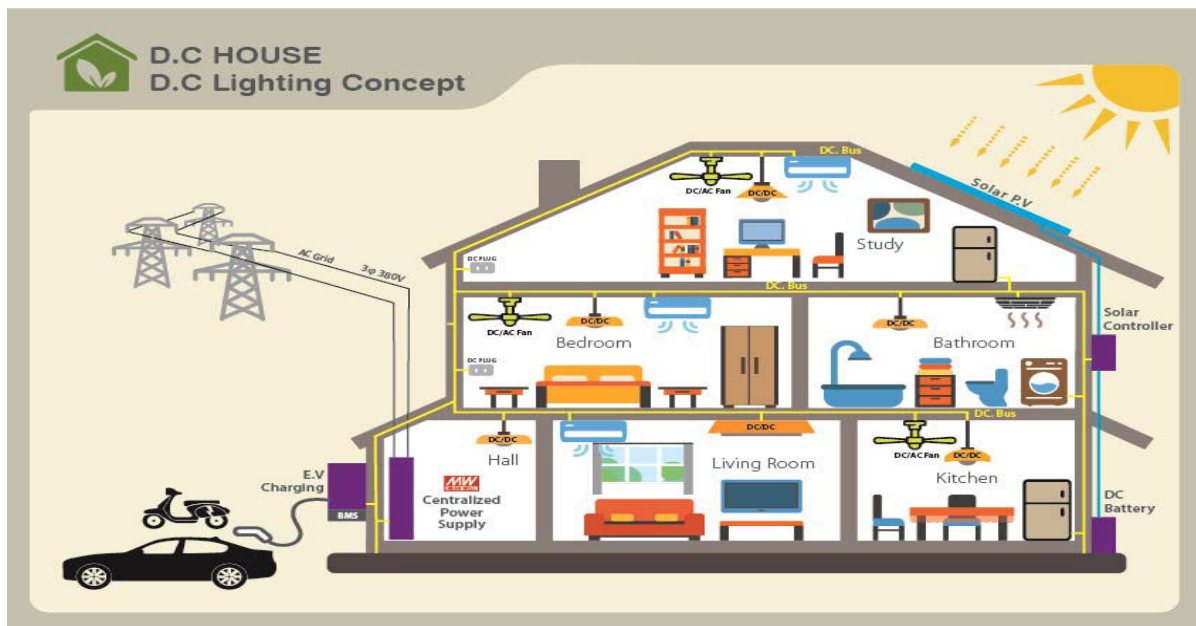 D.C HOUSE
D.C Lighting Concept
DC. Bus
Solar P.V
DC/AC Fan
DC/DC
Study
DC PLUG
AC Grid
3φ 380V
DC. Bus
DC/AC Fan
DC/DC
Bedroom
DC PLUG
DC/DC
Bathroom
Solar
Controller
DC. Bus
DC/DC
Hall
DC/DC
Living Room
DC/AC Fan
DC/DC
Kitchen
E.V
Charging
BMS
MW
Centralized
Power
Supply
DC
Battery